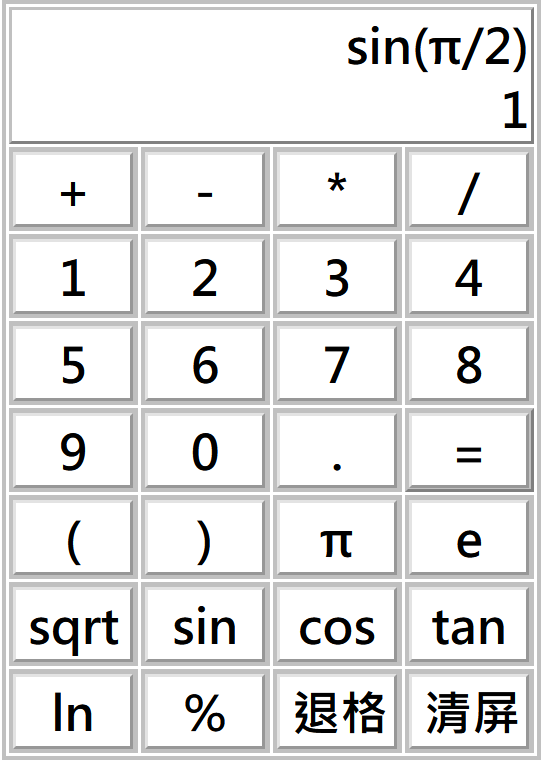 sin(π/2)
1
+ - * /
1 2 3 4
5 6 7 8
9 0 . =
( ) π e
sqrt sin cos tan
ln % 退格 清屏